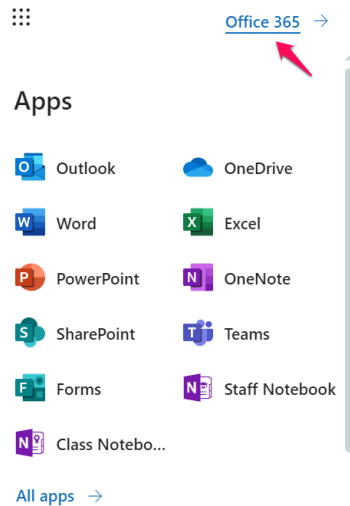 Office 365 →
Apps
Outlook
OneDrive
Word
Excel
PowerPoint
OneNote
SharePoint
Teams
Forms
Staff Notebook
Class Notebo...
All apps →